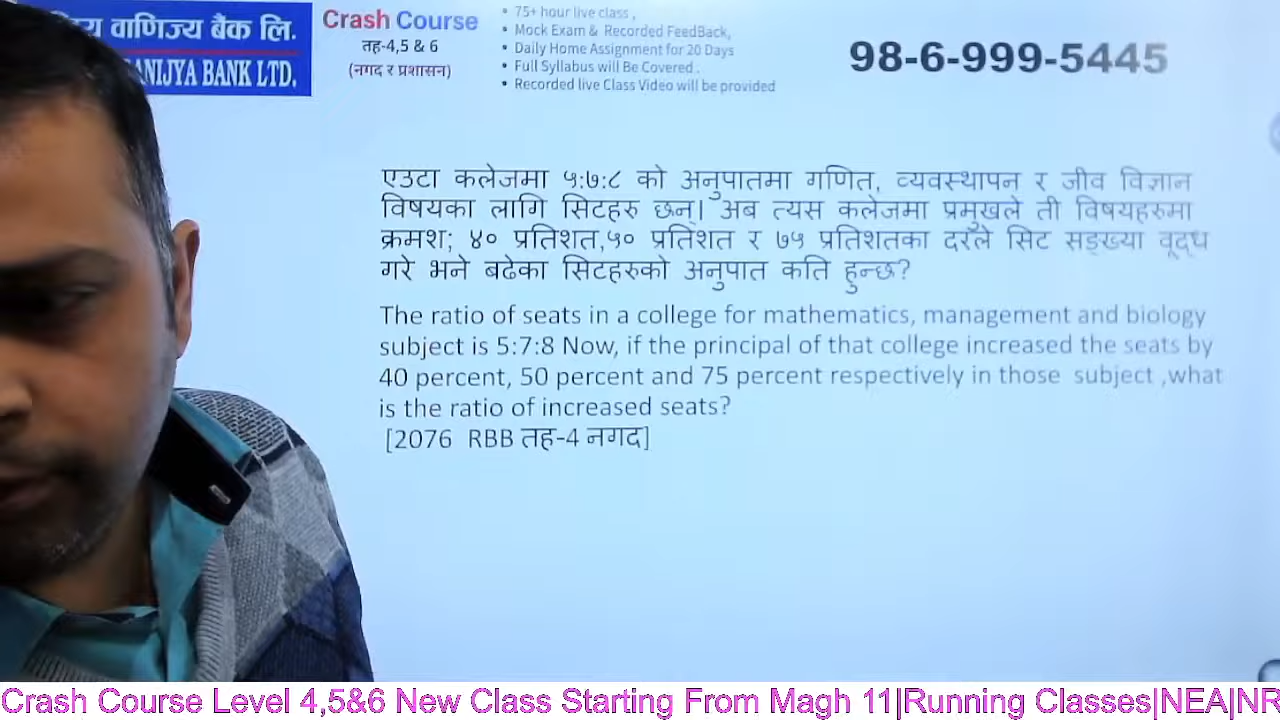 वाणिज्य बैंक लि.
BANK LTD.
Crash Course
तह-4,5 & 6
(नगद र प्रशासन)
• 75+ hour live class ,
• Mock Exam & Recorded FeedBack,
• Daily Home Assignment for 20 Days
• Full Syllabus will Be Covered .
• Recorded live Class Video will be provided
98-6-999-5445
एउटा कलेजमा ५:७:८ को अनुपातमा गणित, व्यवस्थापन र जीव विज्ञान
विषयका लागि सिटहरु छन्। अब त्यस कलेजमा प्रमुखले ती विषयहरुमा
क्रमश; ४० प्रतिशत,५० प्रतिशत र ७५ प्रतिशतका दरले सिट सङ्ख्या वृद्ध
गरे भने बढेका सिटहरुको अनुपात कति हुन्छ?
The ratio of seats in a college for mathematics, management and biology
subject is 5:7:8 Now, if the principal of that college increased the seats by
40 percent, 50 percent and 75 percent respectively in those subject ,what
is the ratio of increased seats?
[2076 RBB तह-4 नगद]
Crash Course Level 4,5&6 New Class Starting From Magh 11|Running Classes|NEA|NR